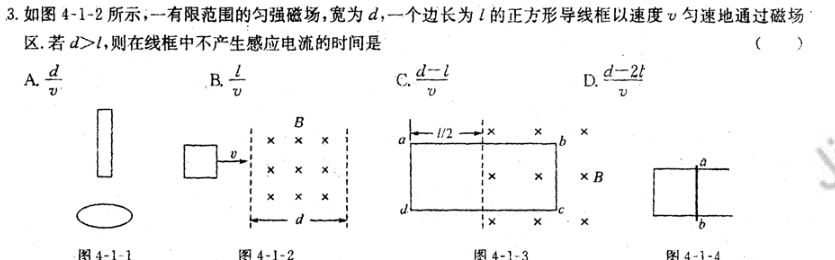 3. 如图 4-1-2 所示,一有限范围的匀强磁场,宽为 d,一个边长为 l 的正方形导线框以速度 v 匀速地通过磁场
区. 若 d>l,则在线框中不产生感应电流的时间是 ( )
A. d/v B. l/v C. d-l/v D. d-2l/v
B
v
d
l/2
a
b
B
d
c
a
b
图 4-1-1 图 4-1-2 图 4-1-3 图 4-1-4